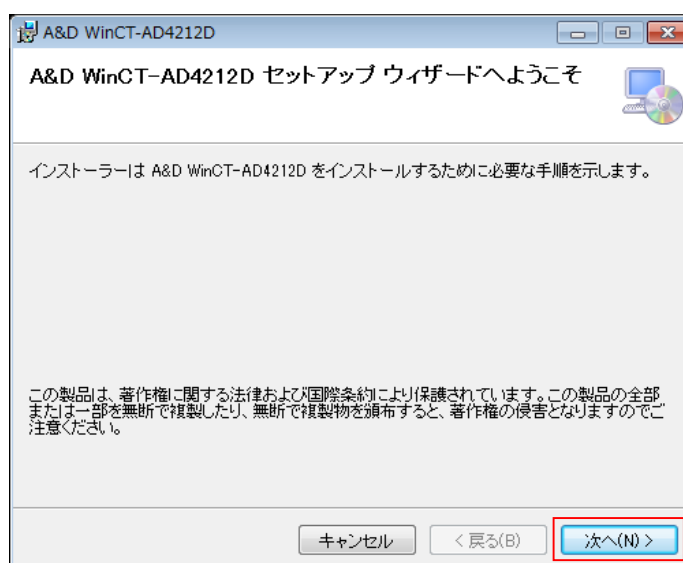 A&D WinCT-AD4212D
A&D WinCT-AD4212D セットアップ ウィザードへようこそ
インストーラーは A&D WinCT-AD4212D をインストールするために必要な手順を示します。
この製品は、著作権に関する法律および国際条約により保護されています。この製品の全部
または一部を無断で複製したり、無断で複製物を頒布すると、著作権の侵害となりますのでご
注意ください。
キャンセル
< 戻る(B)
次へ(N) >